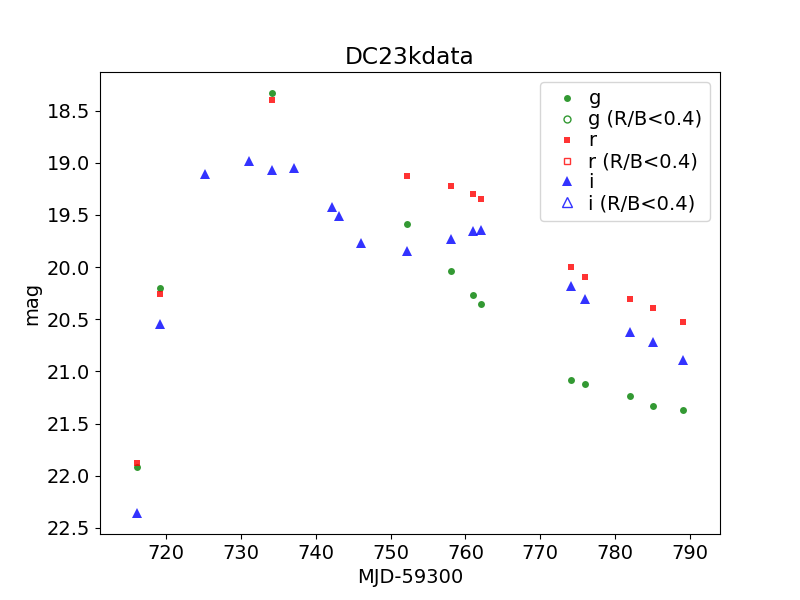 DC23kdata
g
g (R/B<0.4)
r
r (R/B<0.4)
i
i (R/B<0.4)
mag
18.5
19.0
19.5
20.0
20.5
21.0
21.5
22.0
22.5
720 730 740 750 760 770 780 790
MJD-59300